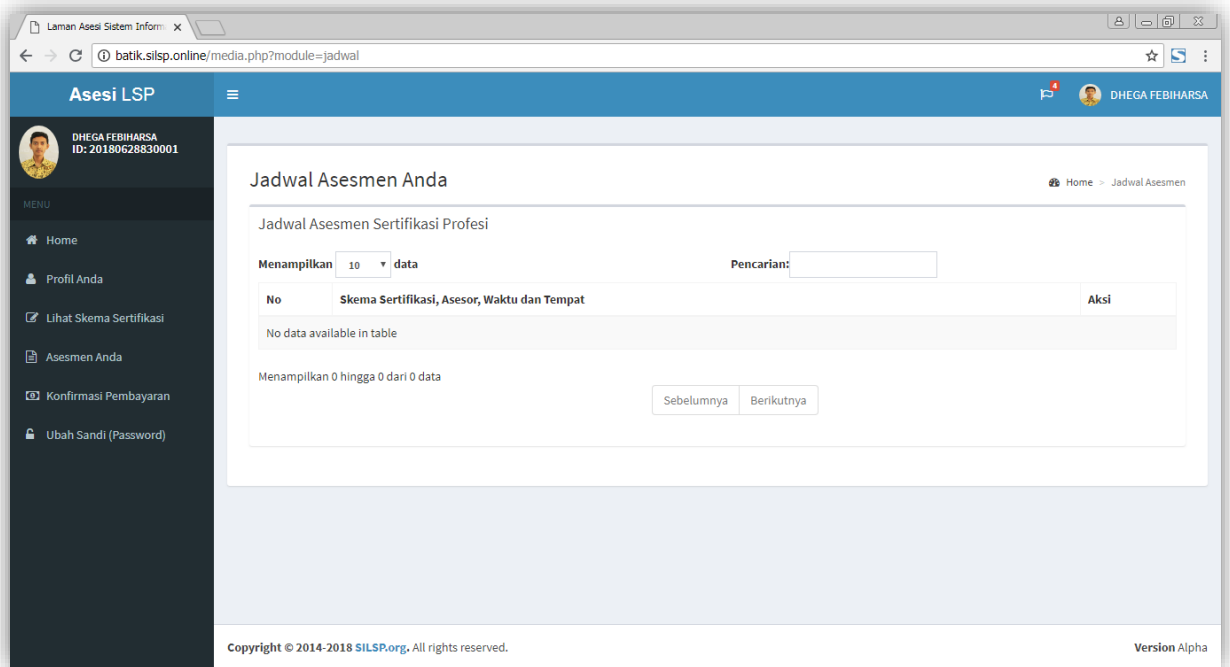 Laman Asesi Sistem Inform
batik.silsp.online/media.php?module=jadwal
Asesi LSP
4
DHEGA FEBIHARSA
DHEGA FEBIHARSA
ID: 20180628830001
MENU
Home
Profil Anda
Lihat Skema Sertifikasi
Asesmen Anda
Konfirmasi Pembayaran
Ubah Sandi (Password)
Jadwal Asesmen Anda
Home > Jadwal Asesmen
Jadwal Asesmen Sertifikasi Profesi
Menampilkan 10 data
Pencarian:
No Skema Sertifikasi, Asesor, Waktu dan Tempat Aksi
No data available in table
Menampilkan 0 hingga 0 dari 0 data
Sebelumnya Berikutnya
Copyright © 2014-2018 SILSP.org. All rights reserved.
Version Alpha